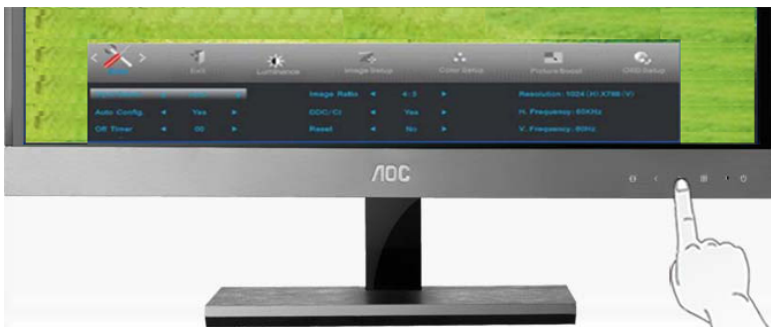 Extra Exit Luminance Image Setup Color Setup Picture Boost OSD Setup
Image Ratio 4:3 Resolution: 1024 (H) X768 (V)
Auto Config. Yes DDC/CI Yes H. Frequency: 60KHz
Off Timer 00 Reset No V. Frequency: 60Hz
AOC